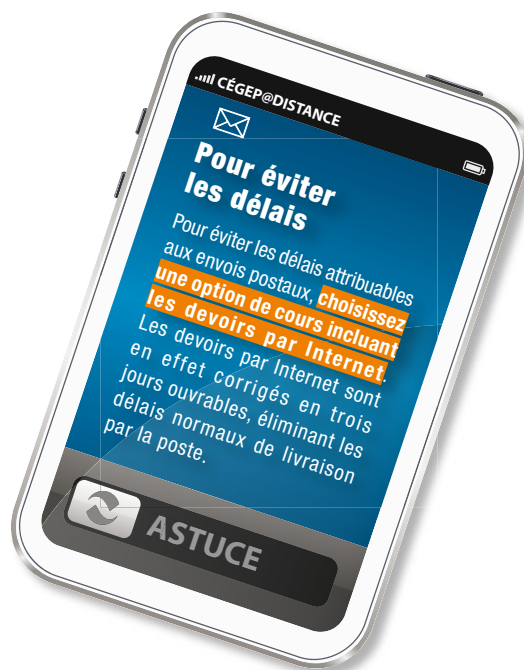 CÉGEP@DISTANCE
Pour éviter
les délais
Pour éviter les délais attribuables
aux envois postaux, choisissez
une option de cours incluant
les devoirs par Internet.
Les devoirs par Internet sont
en effet corrigés en trois
jours ouvrables, éliminant les
délais normaux de livraison
par la poste.
ASTUCE